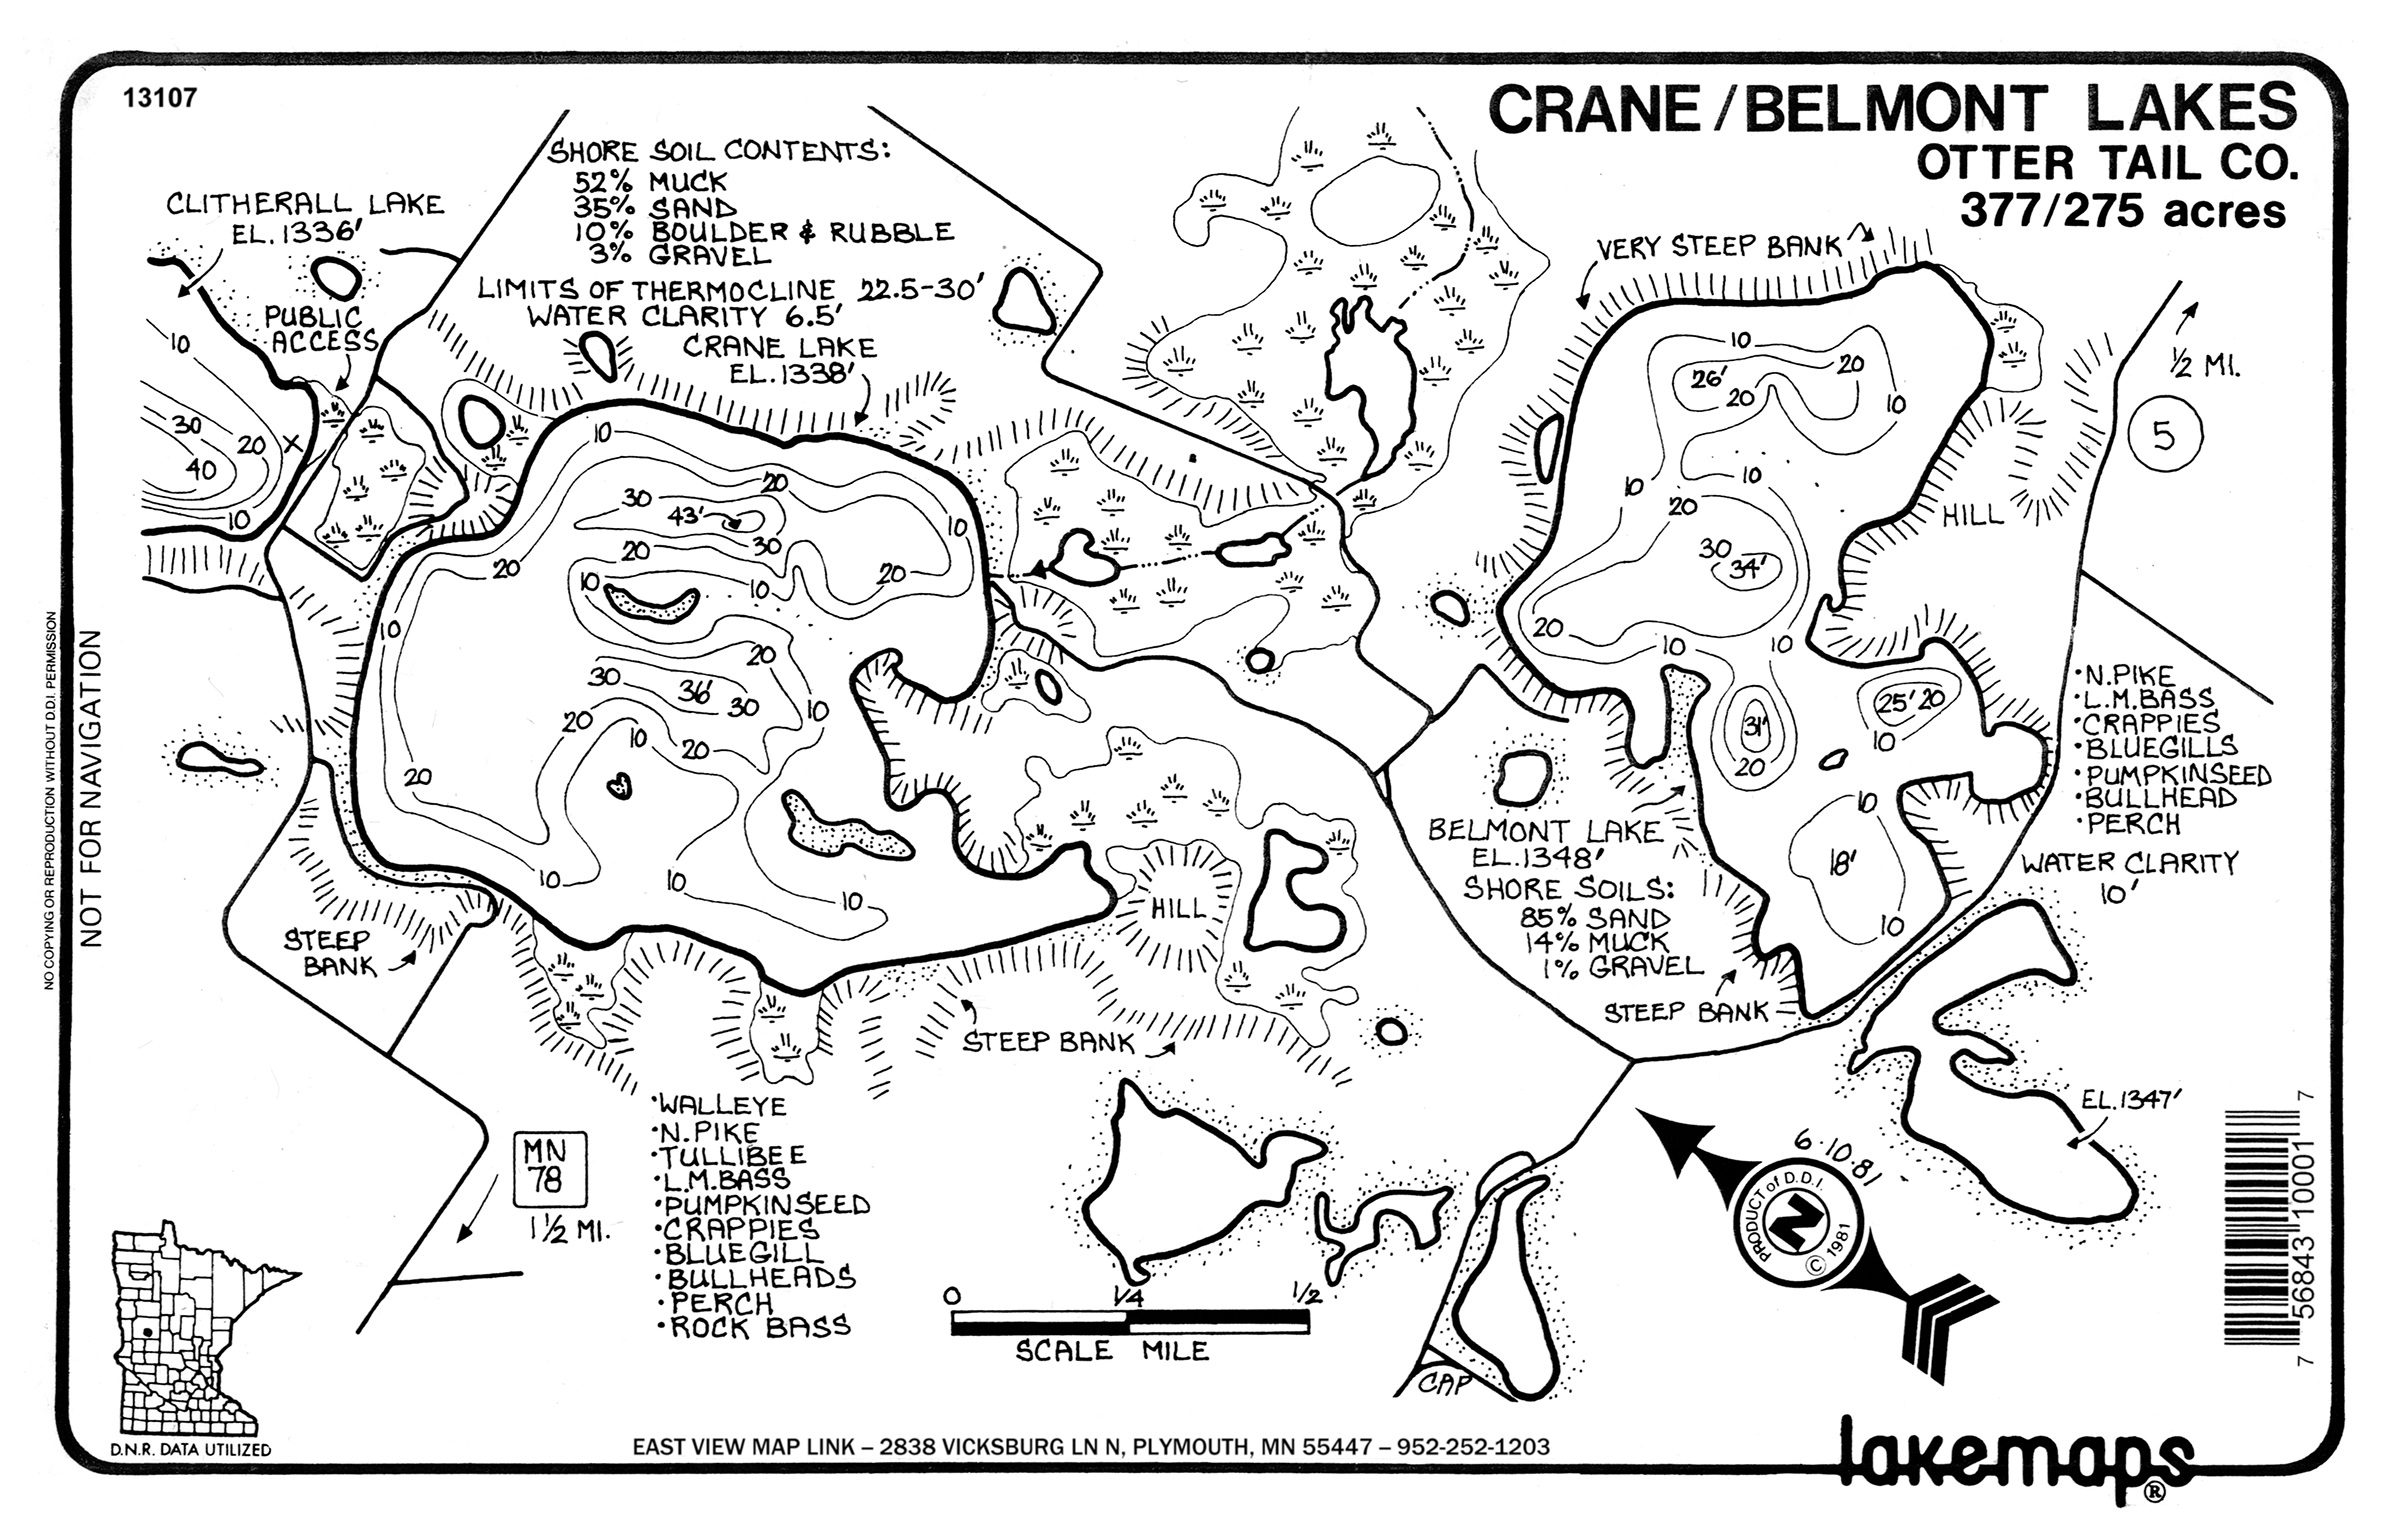 13107
CRANE/BELMONT LAKES
OTTER TAIL CO.
377/275 acres
SHORE SOIL CONTENTS:
52% MUCK
35% SAND
10% BOULDER & RUBBLE
3% GRAVEL
LIMITS OF THERMOCLINE 22.5-30'
WATER CLARITY 6.5'
CRANE LAKE
EL.1338'
CLITHERALL LAKE
EL.1336'
PUBLIC
ACCESS
10
30
20
40
10
X
VERY STEEP BANK
½ MI.
5
10
20
30
43'
10
20
30
20
20
10
10
20
10
20
30
36'
30
10
20
10
20
20
10
10
10
10
26'
20
20
10
10
10
20
30
34'
20
10
10
31'
20
25' 20
10
10
18'
10
HILL
HILL
·N.PIKE
·L.M.BASS
·CRAPPIES
·BLUEGILLS
·PUMPKINSEED
·BULLHEAD
·PERCH
WATER CLARITY
10'
BELMONT LAKE
EL.1348'
SHORE SOILS:
85% SAND
14% MUCK
1% GRAVEL
STEEP BANK
STEEP
BANK
STEEP BANK
EL.1347'
MN
78
1½ MI.
·WALLEYE
·N.PIKE
·TULLIBEE
·L.M.BASS
·PUMPKINSEED
·CRAPPIES
·BLUEGILL
·BULLHEADS
·PERCH
·ROCK BASS
0 1/4 1/2
SCALE MILE
CAP
6·10·81
PRODUCT of D.D.I.
N
© 1981
7 56843 10001 7
NOT FOR NAVIGATION
NO COPYING OR REPRODUCTION WITHOUT D.D.I. PERMISSION
D.N.R. DATA UTILIZED
EAST VIEW MAP LINK – 2838 VICKSBURG LN N, PLYMOUTH, MN 55447 – 952-252-1203
lakemaps®